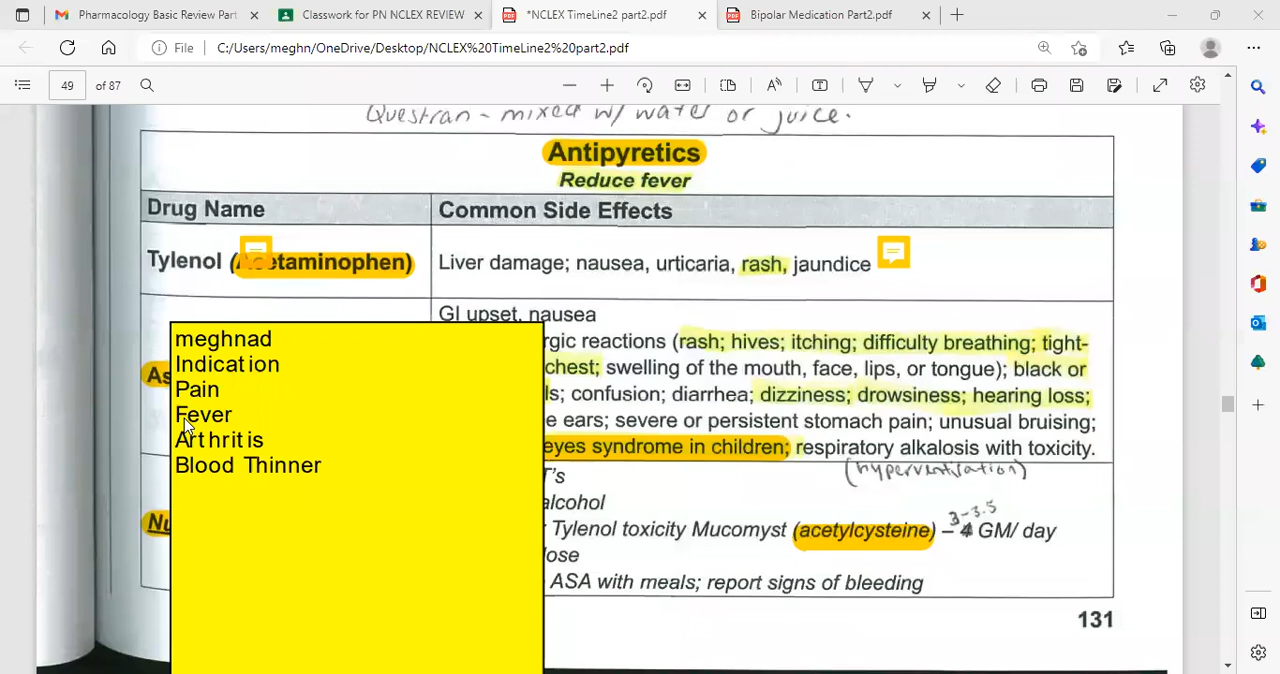 Pharmacology Basic Review Part
Classwork for PN NCLEX REVIEW
*NCLEX TimeLine2 part2.pdf
Bipolar Medication Part2.pdf
File
C:/Users/meghn/OneDrive/Desktop/NCLEX%20TimeLine2%20part2.pdf
49 of 87
Questran - mixed w/ water or juice.
Antipyretics
Reduce fever
Drug Name
Common Side Effects
Tylenol (Acetaminophen)
Liver damage; nausea, urticaria, rash, jaundice
GI upset, nausea
rgic reactions (rash; hives; itching; difficulty breathing; tight-
As
chest; swelling of the mouth, face, lips, or tongue); black or
ls; confusion; diarrhea; dizziness; drowsiness; hearing loss;
e ears; severe or persistent stomach pain; unusual bruising;
eyes syndrome in children; respiratory alkalosis with toxicity.
(hyperventilation)
meghnad
Indication
Pain
Fever
Arthritis
Blood Thinner
Nu
T's
alcohol
3-3.5
Tylenol toxicity Mucomyst (acetylcysteine) – 4 GM/ day
lose
ASA with meals; report signs of bleeding
131